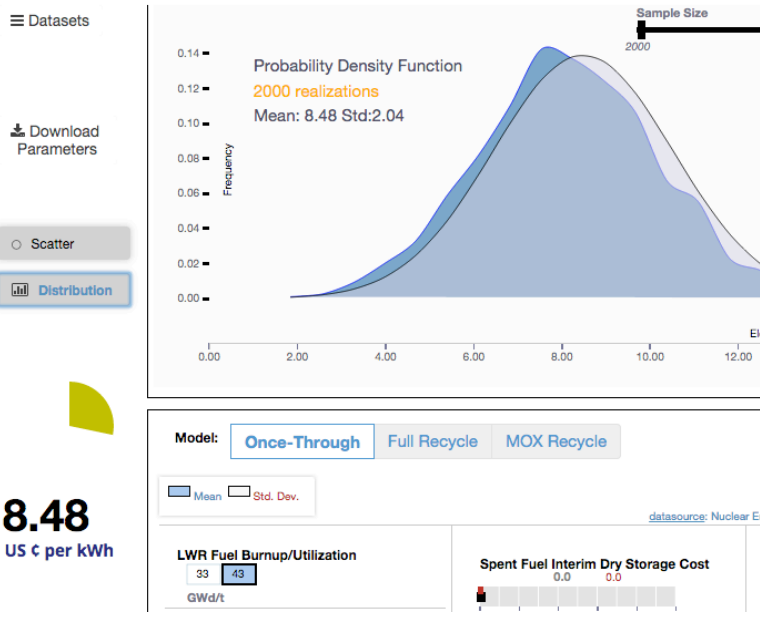 Datasets
Download
Parameters
Scatter
Distribution
8.48
US ¢ per kWh
Sample Size
2000
Probability Density Function
2000 realizations
Mean: 8.48 Std:2.04
Frequency
0.14
0.12
0.10
0.08
0.06
0.04
0.02
0.00
0.00 2.00 4.00 6.00 8.00 10.00 12.00
Model: Once-Through Full Recycle MOX Recycle
Mean Std. Dev.
datasource: Nuclear
LWR Fuel Burnup/Utilization
33 43
GWd/t
Spent Fuel Interim Dry Storage Cost
0.0 0.0